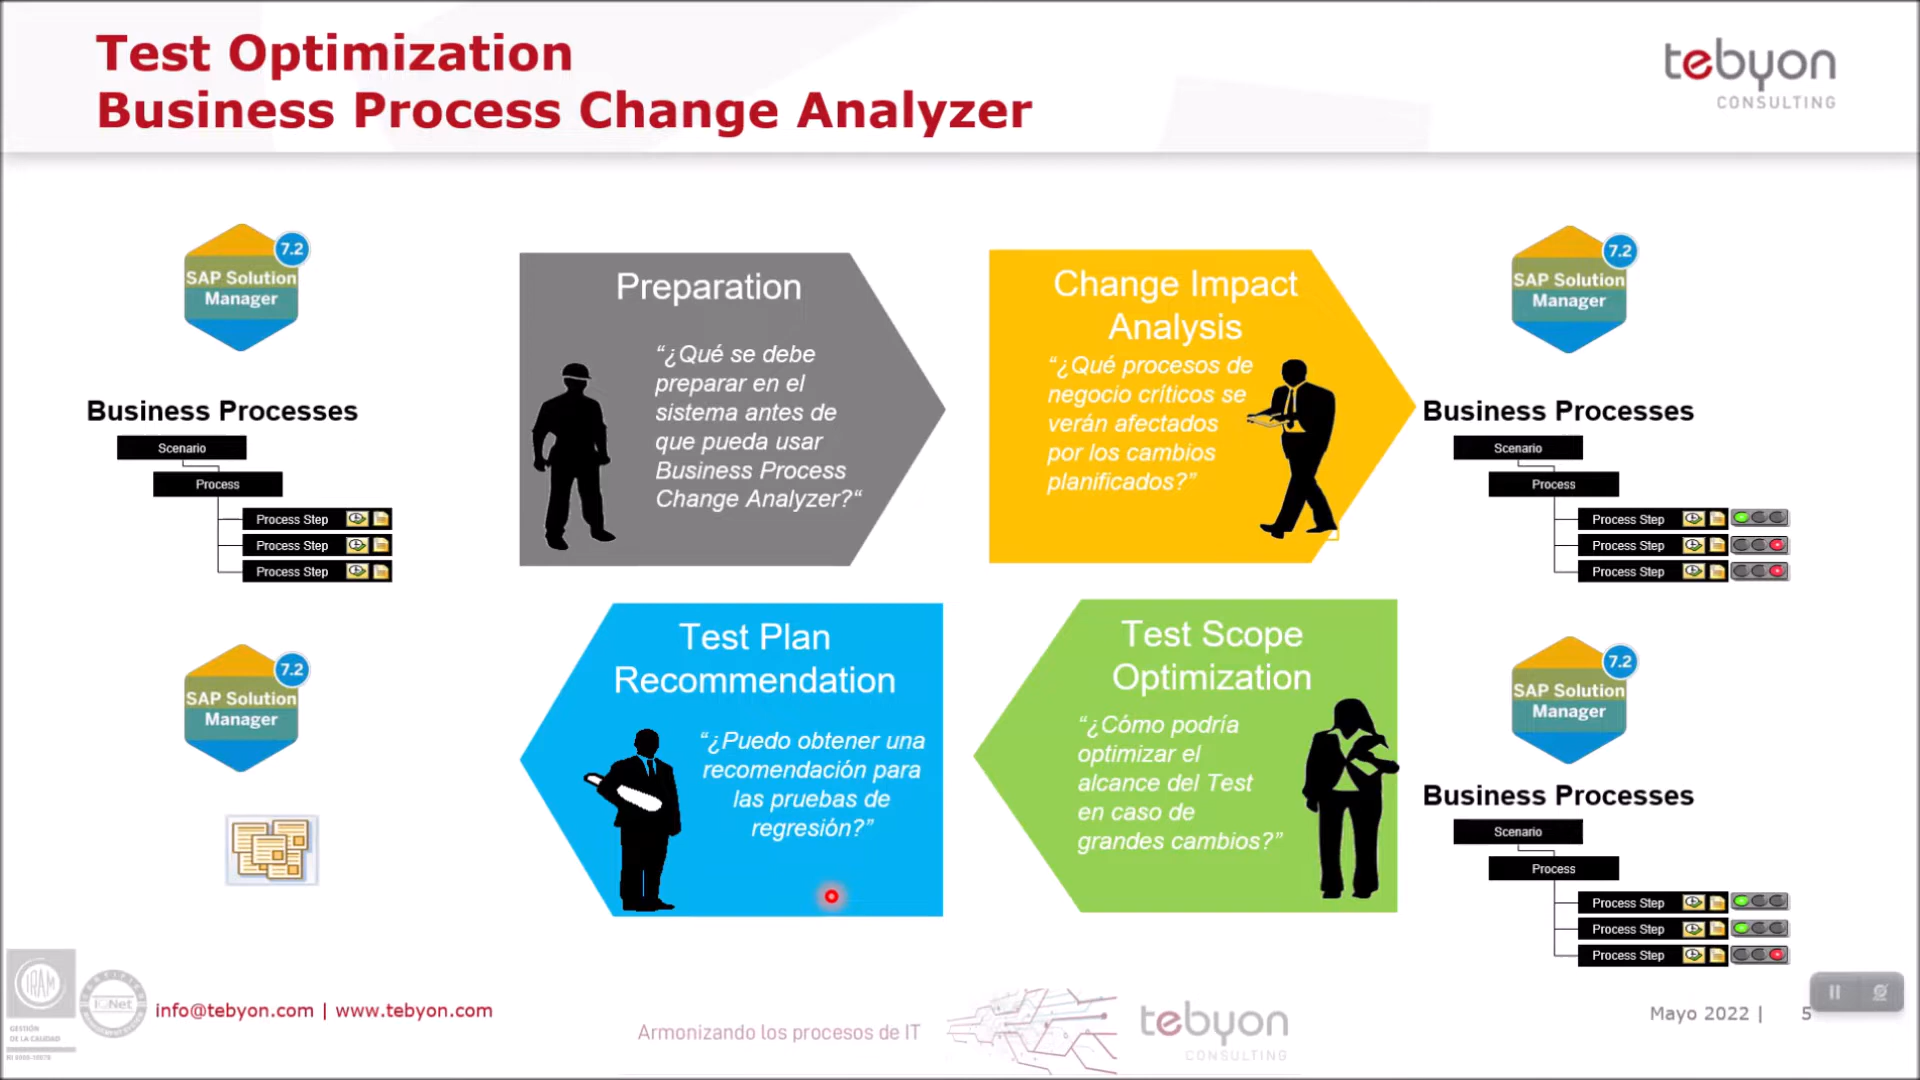 Test Optimization
Business Process Change Analyzer
tebyon
CONSULTING
7.2
SAP Solution
Manager
Business Processes
Scenario
Process
Process Step
Process Step
Process Step
Preparation
“¿Qué se debe
preparar en el
sistema antes de
que pueda usar
Business Process
Change Analyzer?“
Change Impact
Analysis
“¿Qué procesos de
negocio críticos se
verán afectados
por los cambios
planificados?”
7.2
SAP Solution
Manager
Business Processes
Scenario
Process
Process Step
Process Step
Process Step
7.2
SAP Solution
Manager
Test Plan
Recommendation
“¿Puedo obtener una
recomendación para
las pruebas de
regresión?”
Test Scope
Optimization
“¿Cómo podría
optimizar el
alcance del Test
en caso de
grandes cambios?”
7.2
SAP Solution
Manager
Business Processes
Scenario
Process
Process Step
Process Step
Process Step
IRAM
GESTIÓN
DE LA CALIDAD
IQNet
info@tebyon.com | www.tebyon.com
Armonizando los procesos de IT
tebyon
CONSULTING
Mayo 2022 | 5